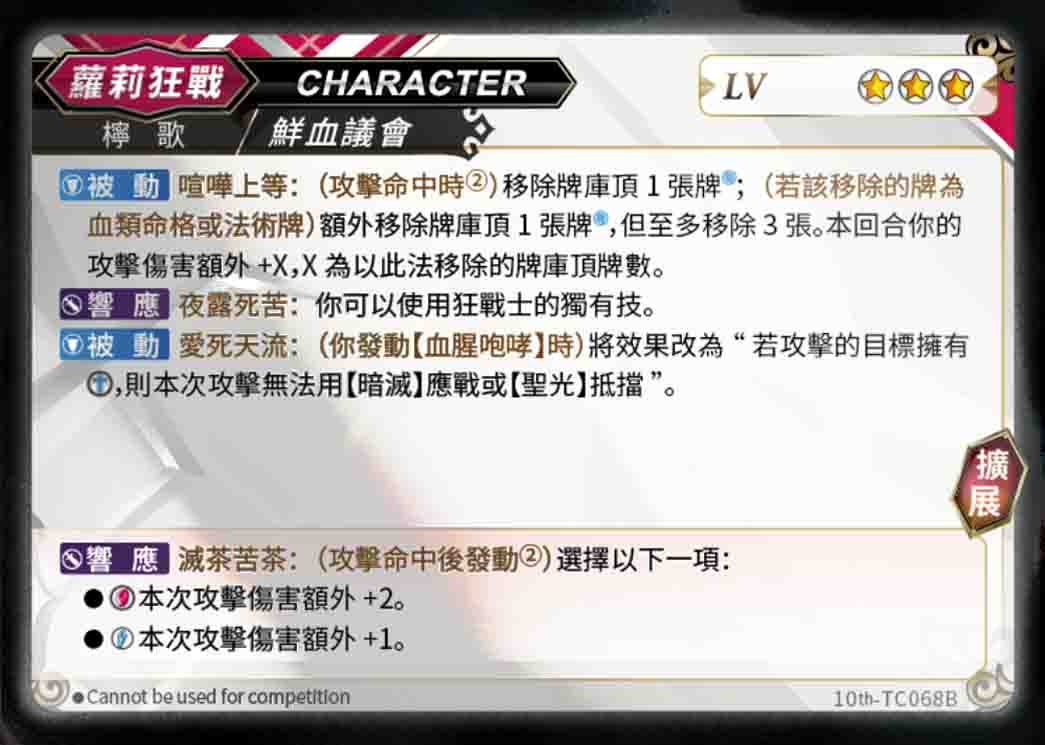 蘿莉狂戰 CHARACTER LV
檸歌 鮮血議會
被動 喧嘩上等：（攻擊命中時②）移除牌庫頂 1 張牌；（若該移除的牌為
血類命格或法術牌）額外移除牌庫頂 1 張牌，但至多移除 3 張。本回合你的
攻擊傷害額外 +X，X 為以此法移除的牌庫頂牌數。
響應 夜露死苦：你可以使用狂戰士的獨有技。
被動 愛死天流：（你發動【血腥咆哮】時）將效果改為“若攻擊的目標擁有
，則本次攻擊無法用【暗滅】應戰或【聖光】抵擋”。
擴展
響應 滅茶苦茶：（攻擊命中後發動②）選擇以下一項：
●本次攻擊傷害額外 +2。
●本次攻擊傷害額外 +1。
●Cannot be used for competition 10th-TC068B